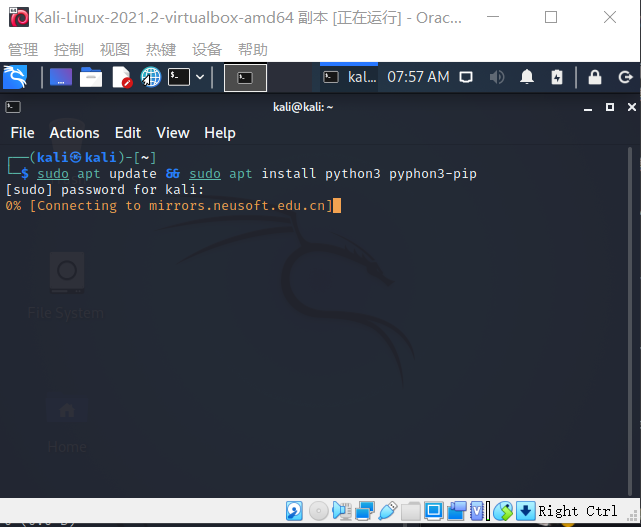 Kali-Linux-2021.2-virtualbox-amd64 副本 [正在运行] - Orac...
管理 控制 视图 热键 设备 帮助
kal... 07:57 AM
kali@kali: ~
File Actions Edit View Help
┌──(kali㉿kali)-[~]
└─$ sudo apt update && sudo apt install python3 pyphon3-pip
[sudo] password for kali:
0% [Connecting to mirrors.neusoft.edu.cn]
File System
Home
Right Ctrl